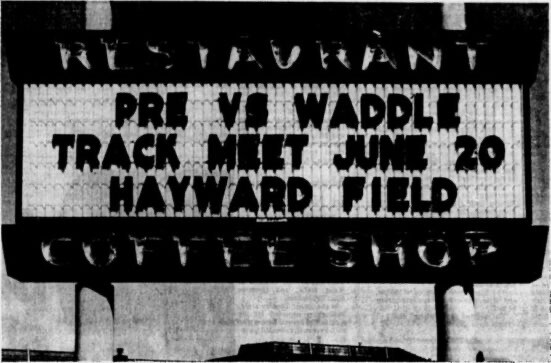 RESTAURANT
PRE VS WADDLE
TRACK MEET JUNE 20
HAYWARD FIELD
COFFEE SHOP